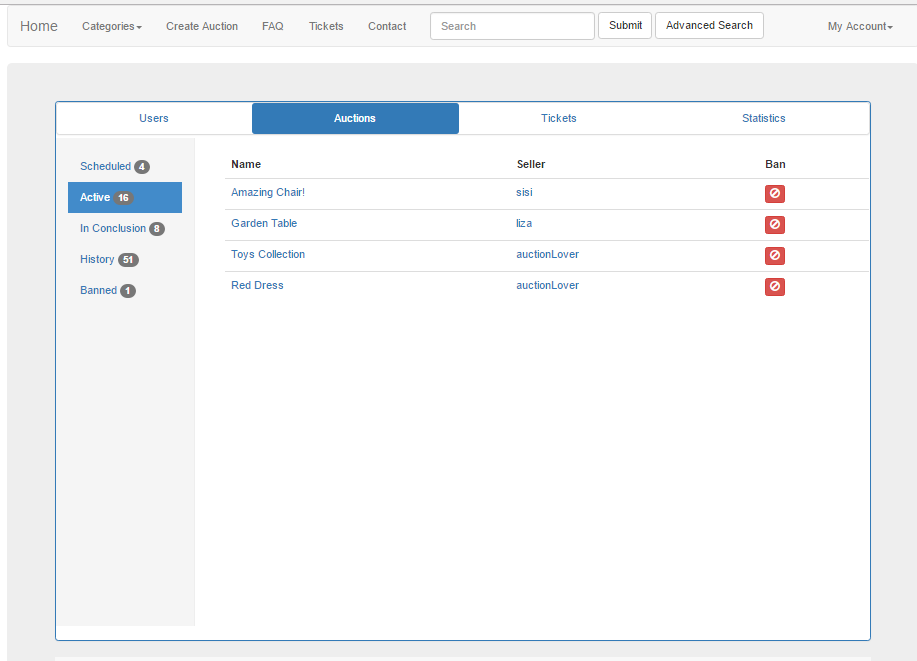 Home Categories Create Auction FAQ Tickets Contact Search Submit Advanced Search My Account
Users Auctions Tickets Statistics
Scheduled 4
Active 16
In Conclusion 8
History 51
Banned 1
Name Seller Ban
Amazing Chair! sisi
Garden Table liza
Toys Collection auctionLover
Red Dress auctionLover